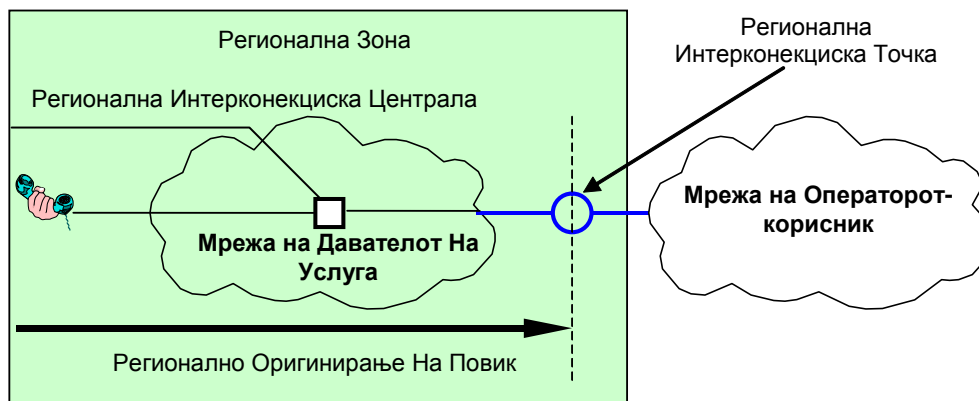 Регионална Зона
Регионална
Интерконекциска Точка
Регионална Интерконекциска Централа
Мрежа на Давателот На
Услуга
Мрежа на Операторот-
корисник
Регионално Оригинирање На Повик